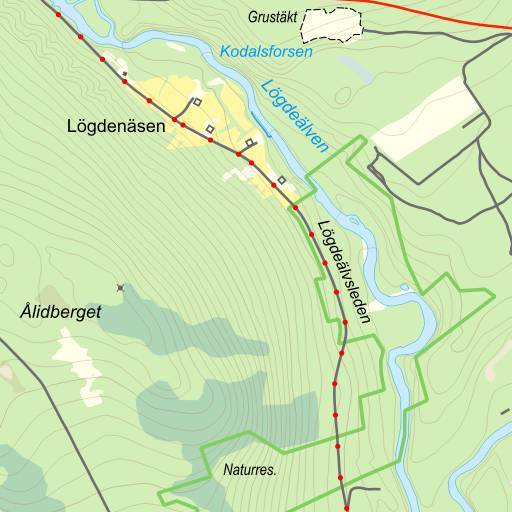 Grustäkt
Kodalsforsen
Lögdeälven
Lögdenäsen
Lögdeälvsleden
Ålidberget
Naturres.